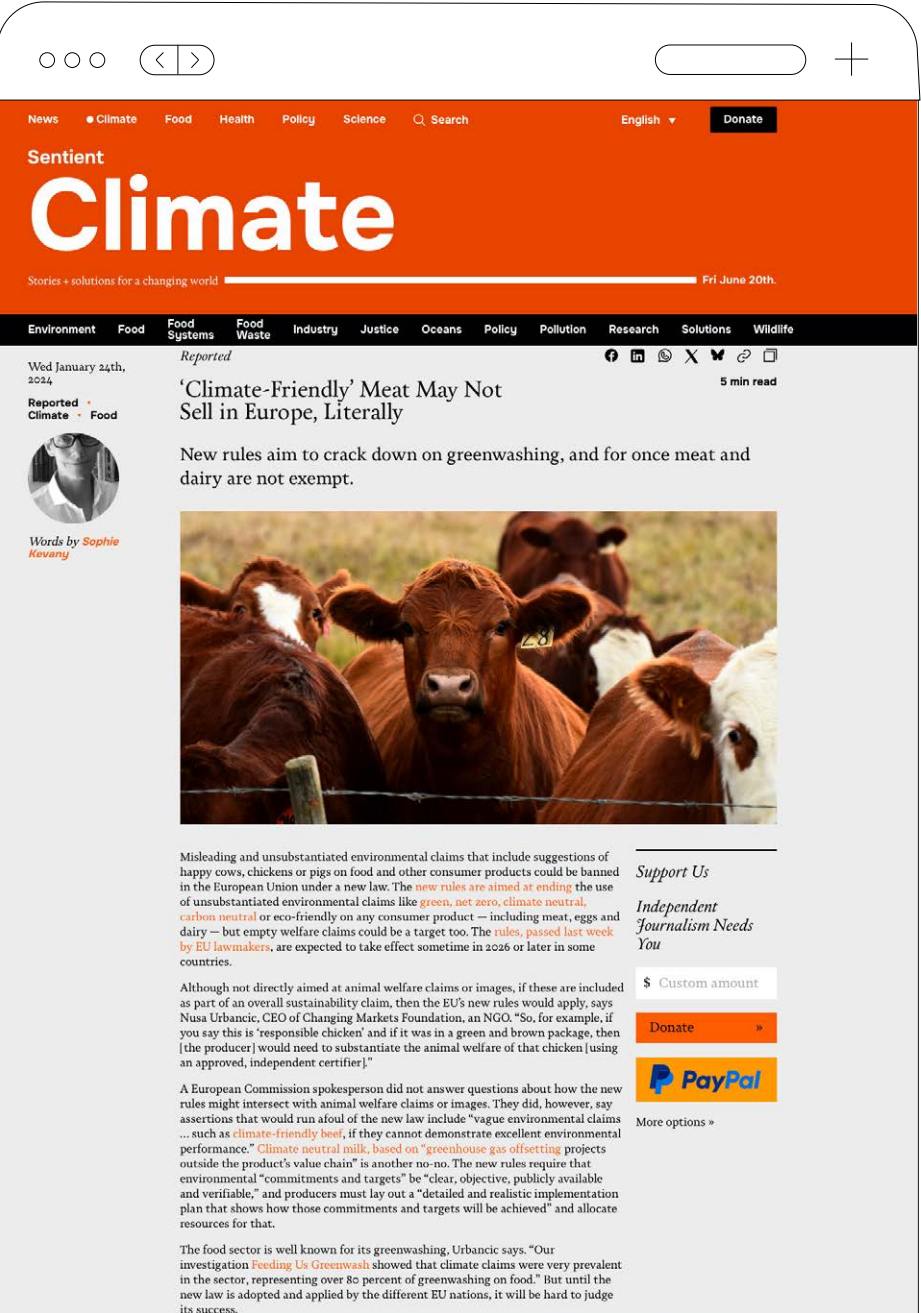 News Climate Food Health Policy Science Search English Donate
Sentient
Climate
Stories + solutions for a changing world Fri June 20th.
Environment Food Food Systems Food Waste Industry Justice Oceans Policy Pollution Research Solutions Wildlife
Wed January 24th,
2024
Reported •
Climate • Food
Words by Sophie
Kevany
Reported
5 min read
‘Climate-Friendly’ Meat May Not
Sell in Europe, Literally
New rules aim to crack down on greenwashing, and for once meat and
dairy are not exempt.
28
Misleading and unsubstantiated environmental claims that include suggestions of
happy cows, chickens or pigs on food and other consumer products could be banned
in the European Union under a new law. The new rules are aimed at ending the use
of unsubstantiated environmental claims like green, net zero, climate neutral,
carbon neutral or eco-friendly on any consumer product — including meat, eggs and
dairy — but empty welfare claims could be a target too. The rules, passed last week
by EU lawmakers, are expected to take effect sometime in 2026 or later in some
countries.
Although not directly aimed at animal welfare claims or images, if these are included
as part of an overall sustainability claim, then the EU’s new rules would apply, says
Nusa Urbancic, CEO of Changing Markets Foundation, an NGO. “So, for example, if
you say this is ‘responsible chicken’ and if it was in a green and brown package, then
[the producer] would need to substantiate the animal welfare of that chicken [using
an approved, independent certifier].”
A European Commission spokesperson did not answer questions about how the new
rules might intersect with animal welfare claims or images. They did, however, say
assertions that would run afoul of the new law include “vague environmental claims
… such as climate-friendly beef, if they cannot demonstrate excellent environmental
performance.” Climate neutral milk, based on “greenhouse gas offsetting projects
outside the product’s value chain” is another no-no. The new rules require that
environmental “commitments and targets” be “clear, objective, publicly available
and verifiable,” and producers must lay out a “detailed and realistic implementation
plan that shows how those commitments and targets will be achieved” and allocate
resources for that.
The food sector is well known for its greenwashing, Urbancic says. “Our
investigation Feeding Us Greenwash showed that climate claims were very prevalent
in the sector, representing over 80 percent of greenwashing on food.” But until the
new law is adopted and applied by the different EU nations, it will be hard to judge
its success.
Support Us
Independent
Journalism Needs
You
$ Custom amount
Donate »
PayPal
More options »